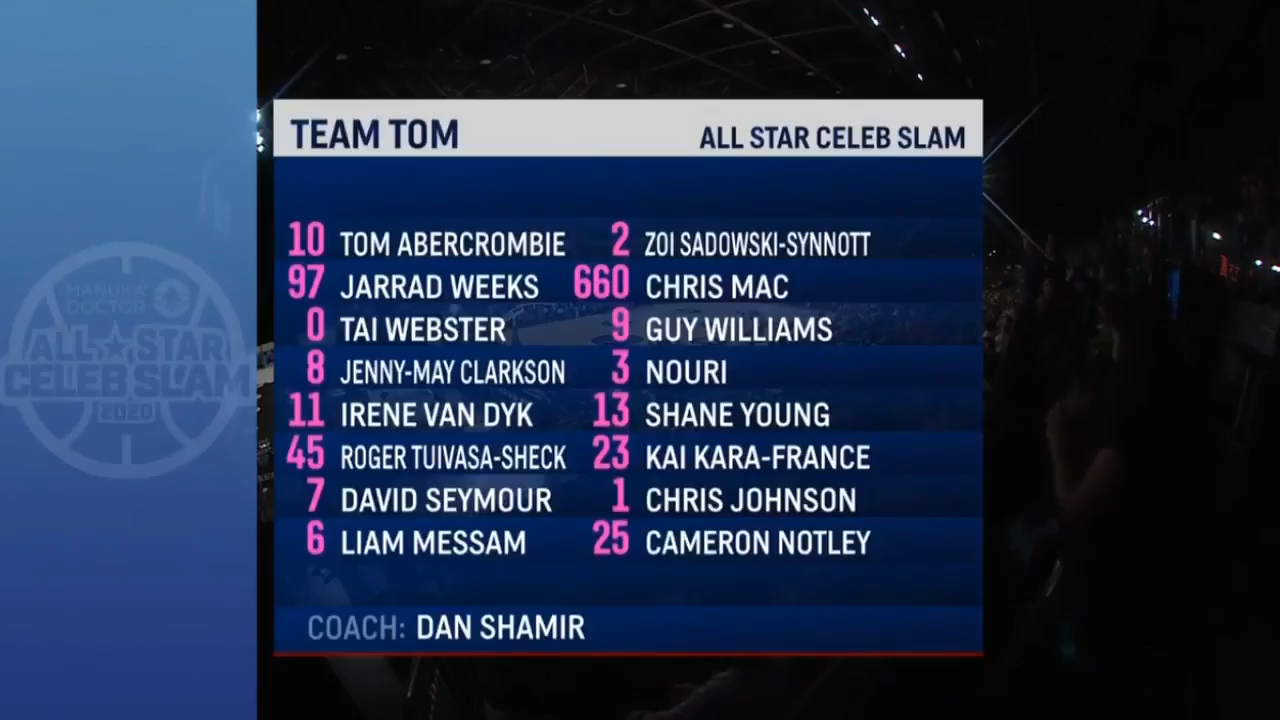 TEAM TOM ALL STAR CELEB SLAM
10 TOM ABERCROMBIE 2 ZOI SADOWSKI-SYNNOTT
97 JARRAD WEEKS 660 CHRIS MAC
0 TAI WEBSTER 9 GUY WILLIAMS
8 JENNY-MAY CLARKSON 3 NOURI
11 IRENE VAN DYK 13 SHANE YOUNG
45 ROGER TUIVASA-SHECK 23 KAI KARA-FRANCE
7 DAVID SEYMOUR 1 CHRIS JOHNSON
6 LIAM MESSAM 25 CAMERON NOTLEY
COACH: DAN SHAMIR
MANUKA
DOCTOR
ALL STAR
CELEB SLAM
2020